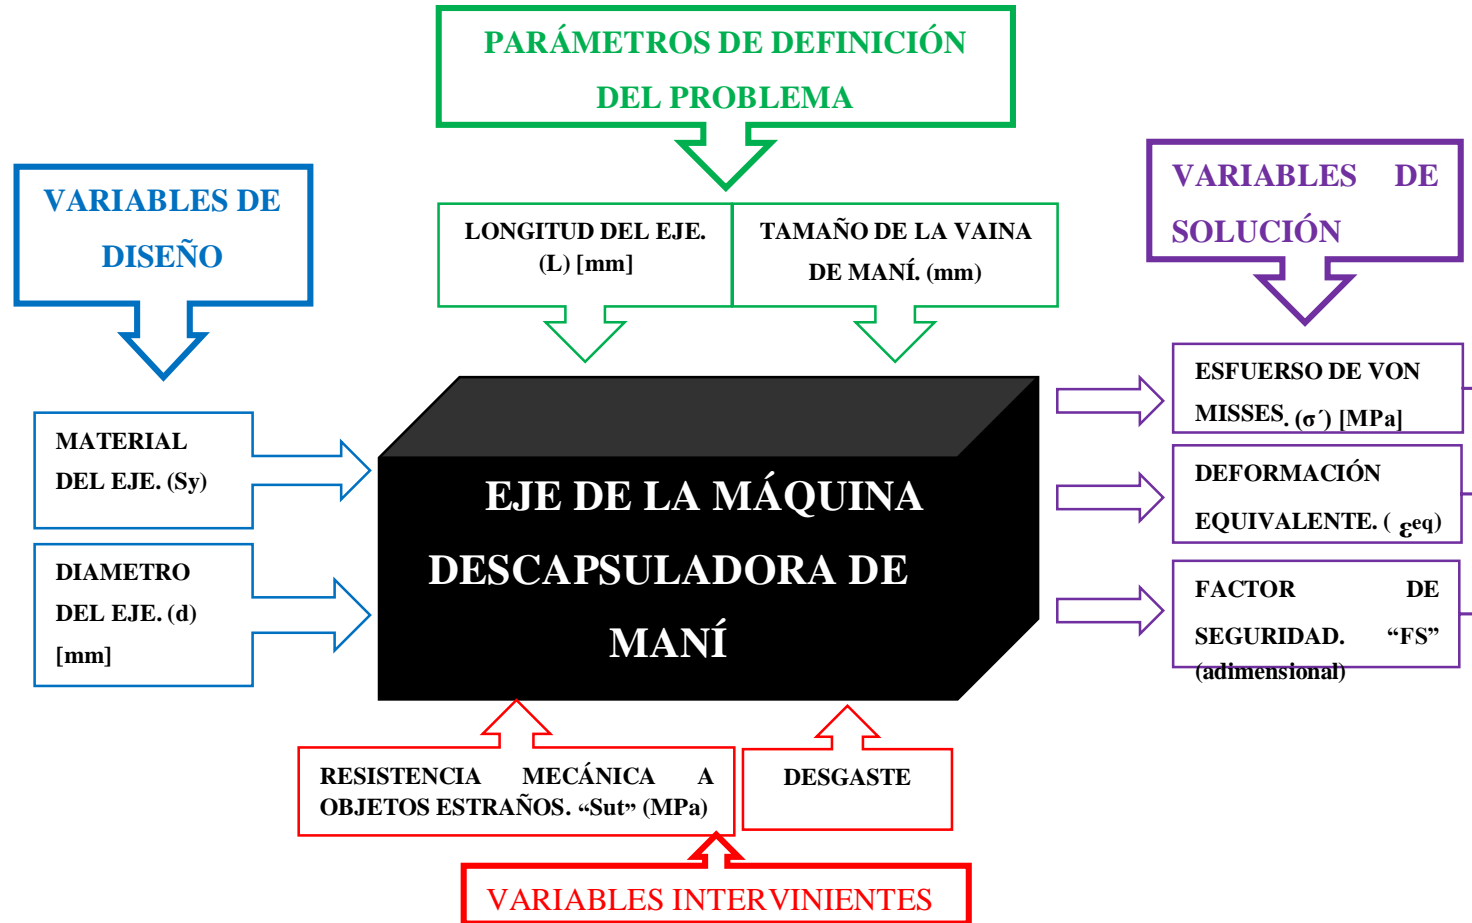 PARÁMETROS DE DEFINICIÓN
DEL PROBLEMA
VARIABLES DE
DISEÑO
VARIABLES DE
SOLUCIÓN
LONGITUD DEL EJE.
(L) [mm]
TAMAÑO DE LA VAINA
DE MANÍ. (mm)
MATERIAL
DEL EJE. (Sy)
DIAMETRO
DEL EJE. (d)
[mm]
EJE DE LA MÁQUINA
DESCAPSULADORA DE
MANÍ
ESFUERSO DE VON
MISSES. (σ´) [MPa]
DEFORMACIÓN
EQUIVALENTE. ( εeq)
FACTOR DE
SEGURIDAD. “FS”
(adimensional)
RESISTENCIA MECÁNICA A
OBJETOS ESTRAÑOS. “Sut” (MPa)
DESGASTE
VARIABLES INTERVINIENTES